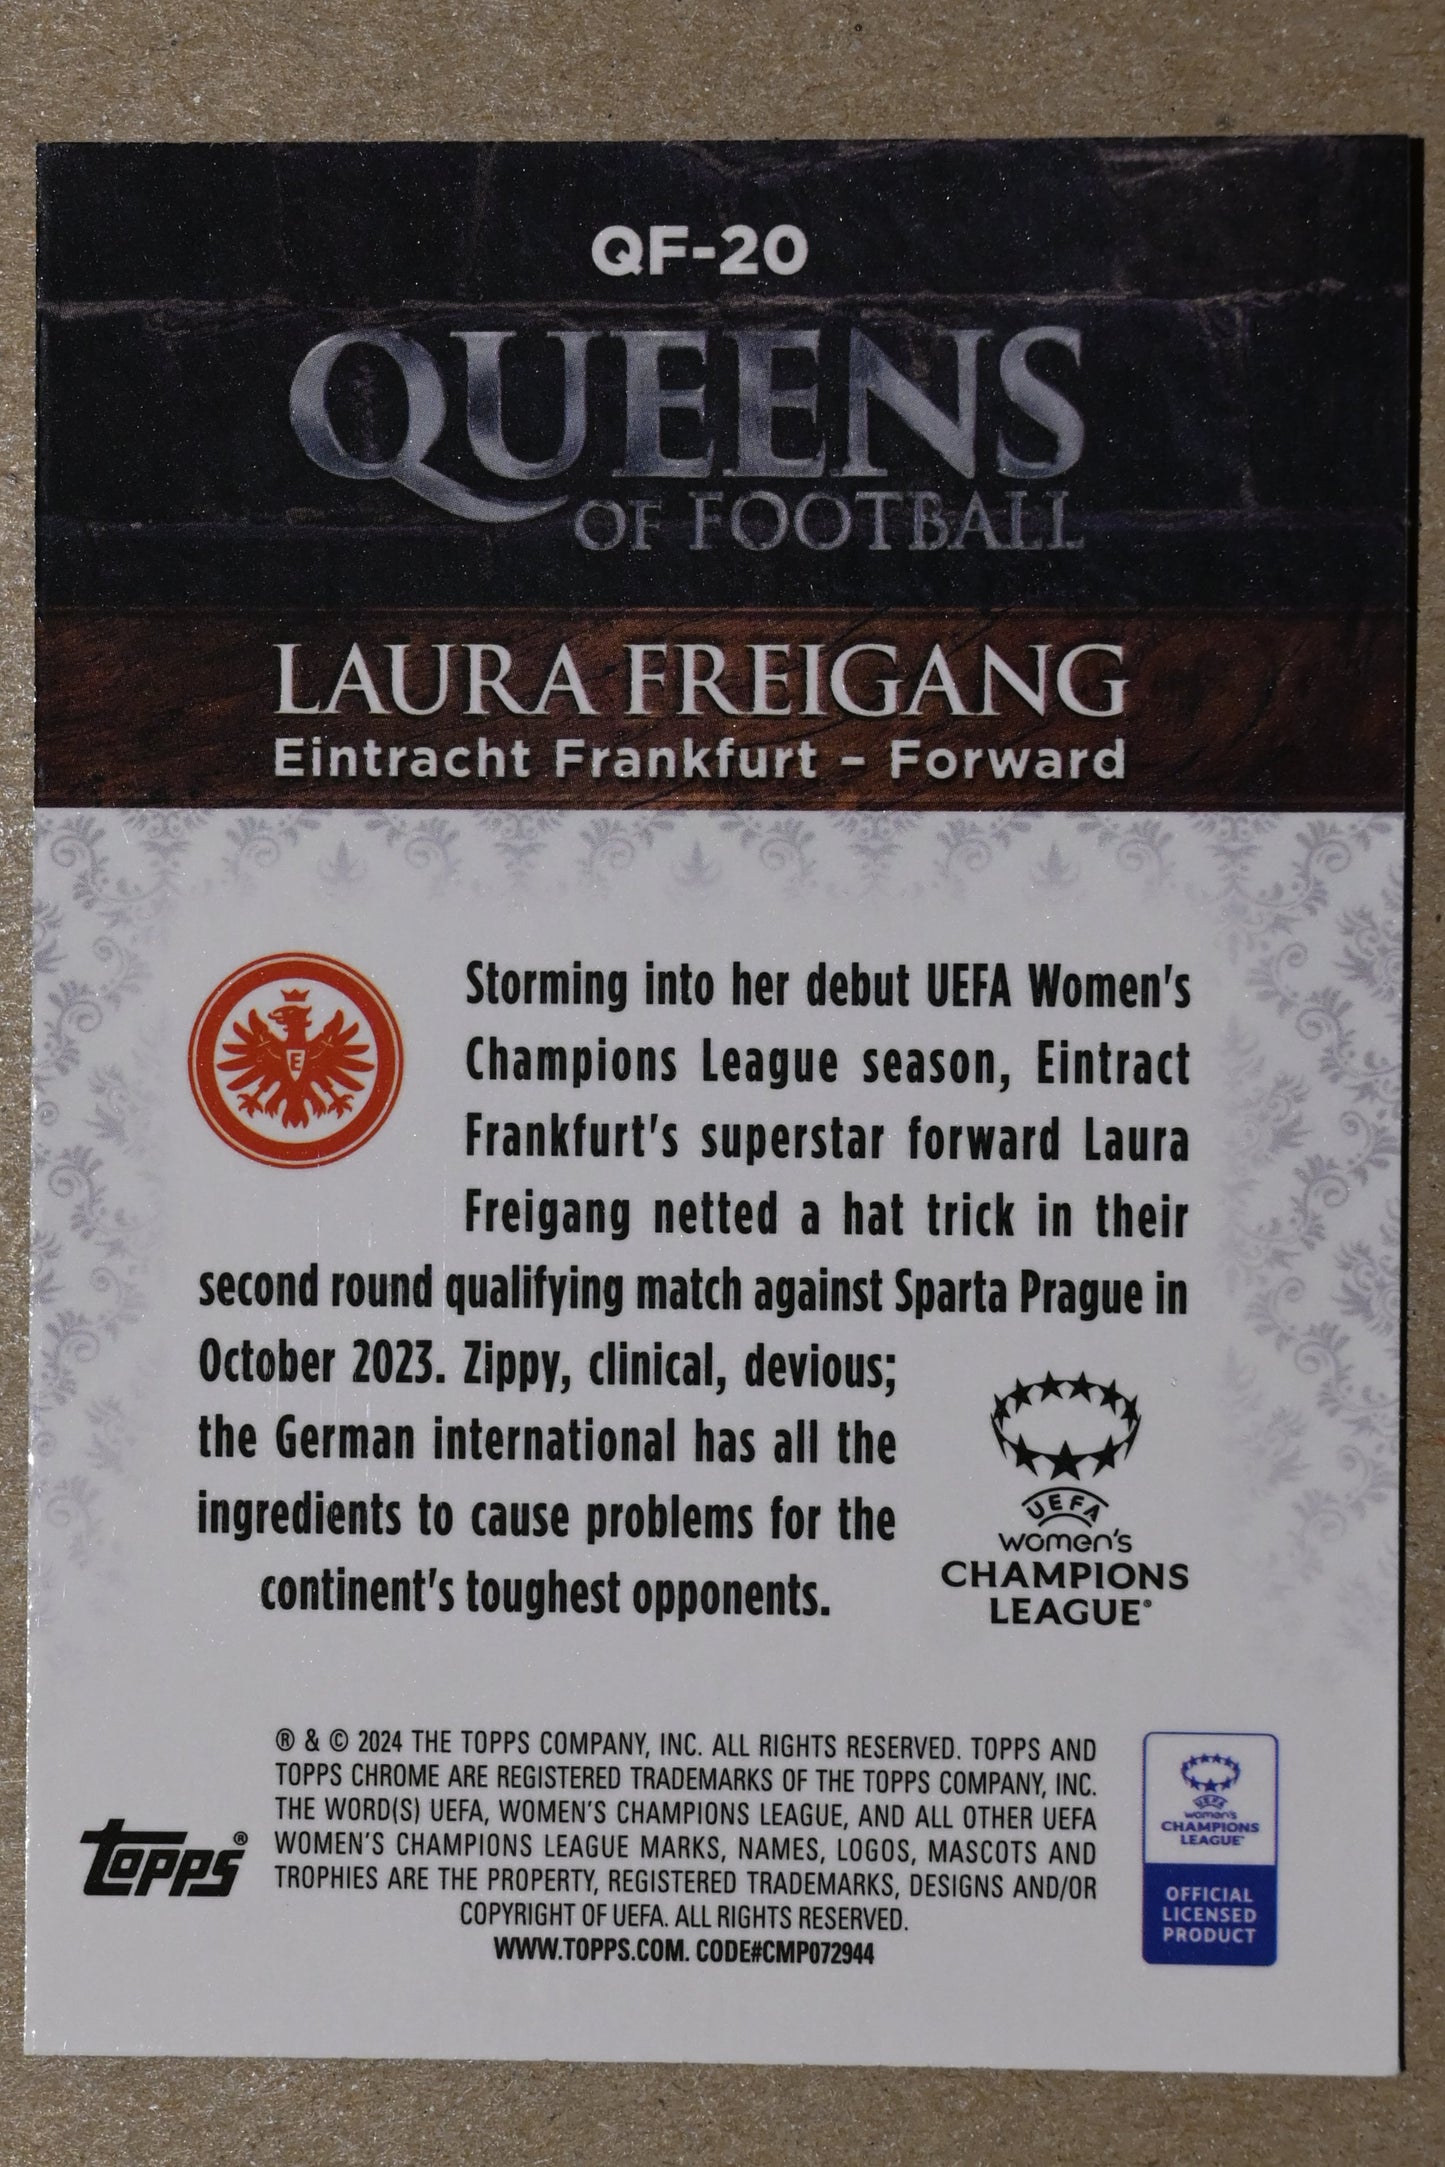 QF-20
QUEENS
OF FOOTBALL
LAURA FREIGANG
Eintracht Frankfurt – Forward
E
Storming into her debut UEFA Women's
Champions League season, Eintract
Frankfurt's superstar forward Laura
Freigang netted a hat trick in their
second round qualifying match against Sparta Prague in
October 2023. Zippy, clinical, devious;
the German international has all the
ingredients to cause problems for the
continent's toughest opponents.
UEFA
women's
CHAMPIONS
LEAGUE®
® & © 2024 THE TOPPS COMPANY, INC. ALL RIGHTS RESERVED. TOPPS AND
TOPPS CHROME ARE REGISTERED TRADEMARKS OF THE TOPPS COMPANY, INC.
THE WORD(S) UEFA, WOMEN'S CHAMPIONS LEAGUE, AND ALL OTHER UEFA
WOMEN'S CHAMPIONS LEAGUE MARKS, NAMES, LOGOS, MASCOTS AND
TROPHIES ARE THE PROPERTY, REGISTERED TRADEMARKS, DESIGNS AND/OR
COPYRIGHT OF UEFA. ALL RIGHTS RESERVED.
WWW.TOPPS.COM. CODE#CMP072944
topps®
UEFA
women's
CHAMPIONS
LEAGUE®
OFFICIAL
LICENSED
PRODUCT